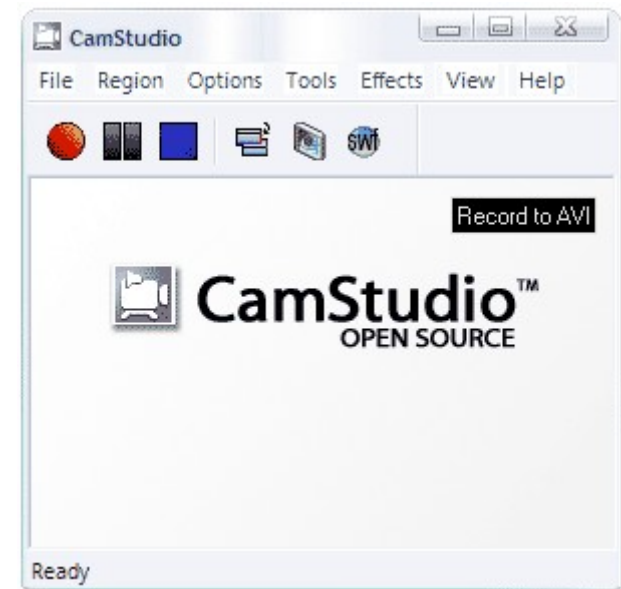 CamStudio
File Region Options Tools Effects View Help
swf
Record to AVI
CamStudio™
OPEN SOURCE
Ready